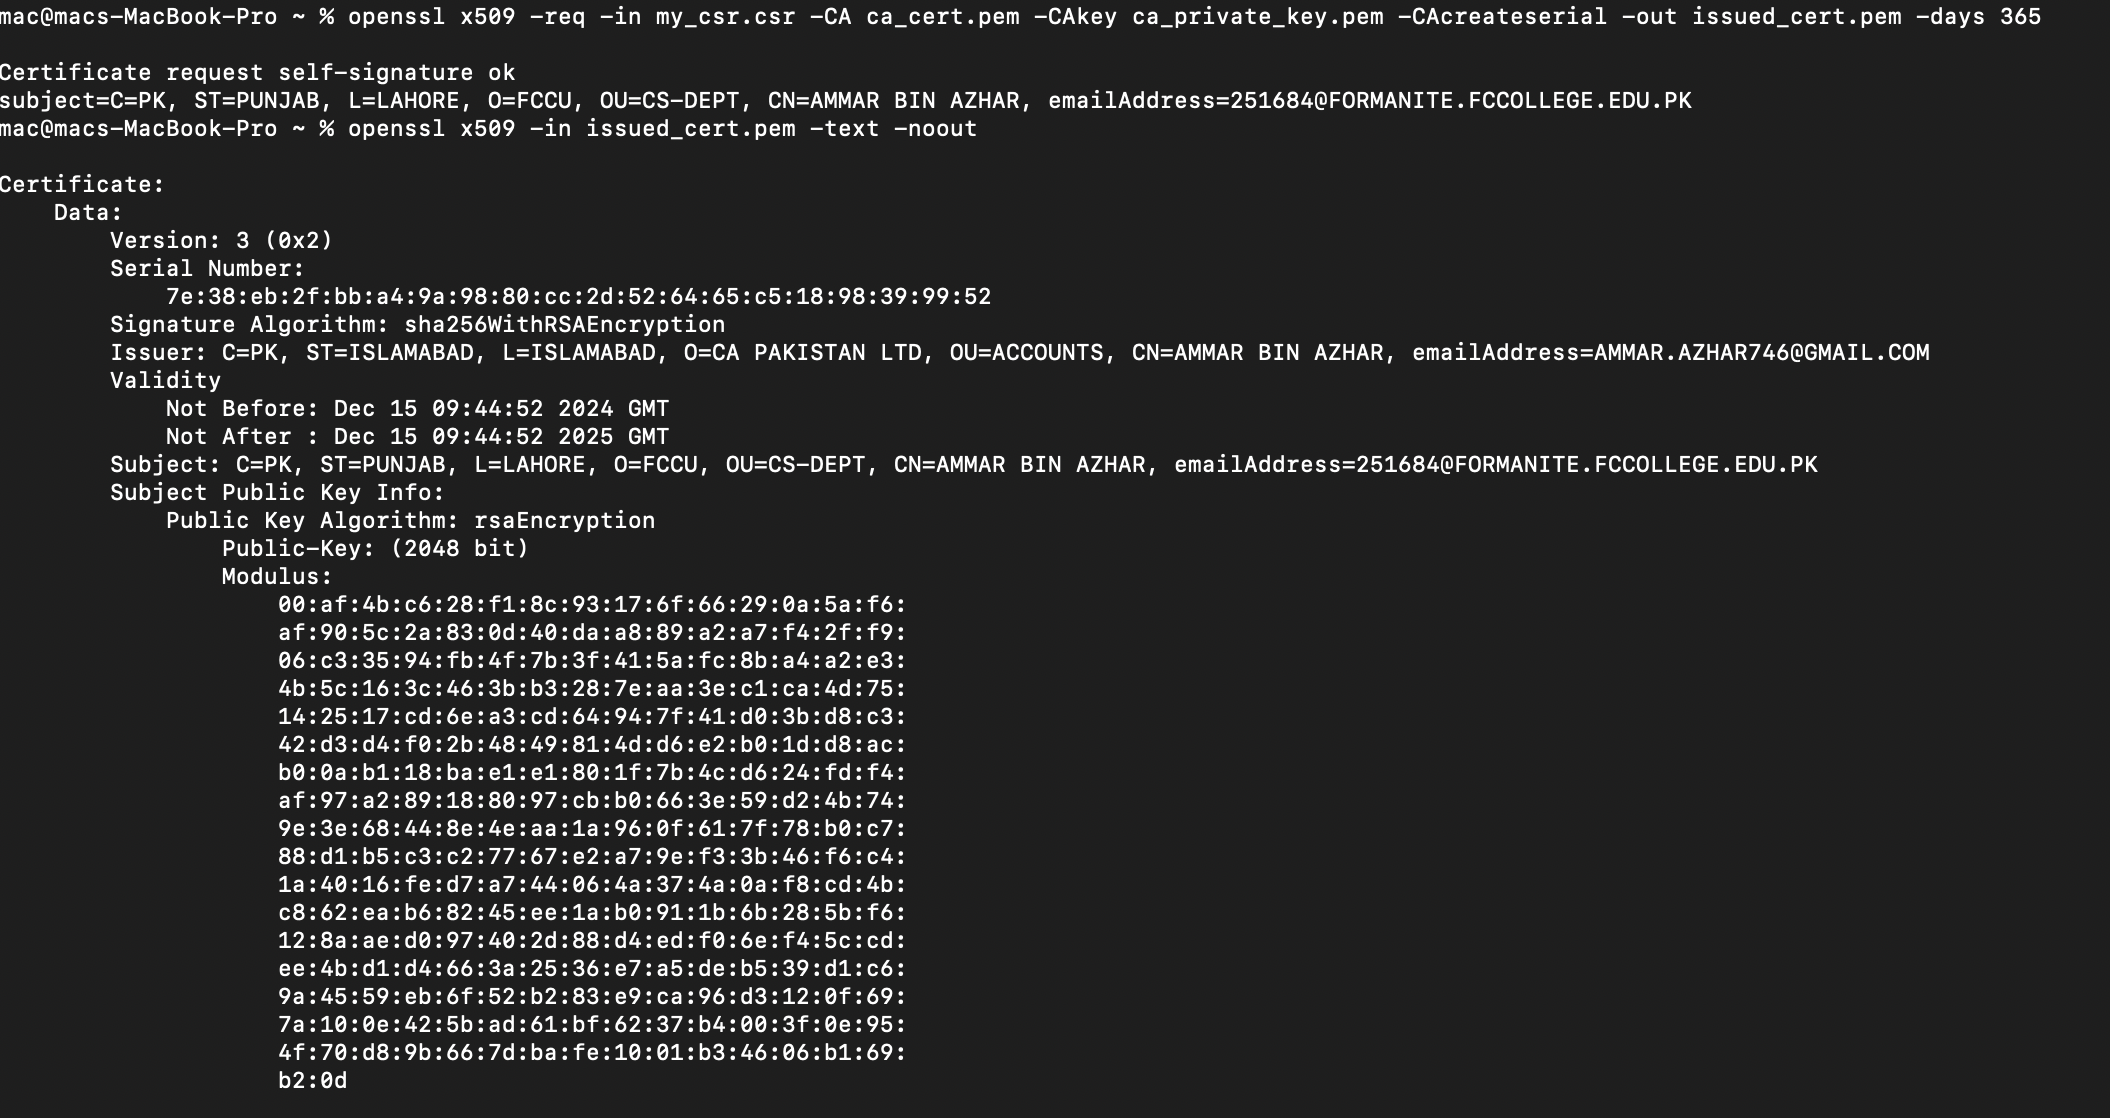 mac@macs-MacBook-Pro ~ % openssl x509 -req -in my_csr.csr -CA ca_cert.pem -CAkey ca_private_key.pem -CAcreateserial -out issued_cert.pem -days 365
Certificate request self-signature ok
subject=C=PK, ST=PUNJAB, L=LAHORE, O=FCCU, OU=CS-DEPT, CN=AMMAR BIN AZHAR, emailAddress=251684@FORMANITE.FCCOLLEGE.EDU.PK
mac@macs-MacBook-Pro ~ % openssl x509 -in issued_cert.pem -text -noout
Certificate:
    Data:
        Version: 3 (0x2)
        Serial Number:
            7e:38:eb:2f:bb:a4:9a:98:80:cc:2d:52:64:65:c5:18:98:39:99:52
        Signature Algorithm: sha256WithRSAEncryption
        Issuer: C=PK, ST=ISLAMABAD, L=ISLAMABAD, O=CA PAKISTAN LTD, OU=ACCOUNTS, CN=AMMAR BIN AZHAR, emailAddress=AMMAR.AZHAR746@GMAIL.COM
        Validity
            Not Before: Dec 15 09:44:52 2024 GMT
            Not After : Dec 15 09:44:52 2025 GMT
        Subject: C=PK, ST=PUNJAB, L=LAHORE, O=FCCU, OU=CS-DEPT, CN=AMMAR BIN AZHAR, emailAddress=251684@FORMANITE.FCCOLLEGE.EDU.PK
        Subject Public Key Info:
            Public Key Algorithm: rsaEncryption
                Public-Key: (2048 bit)
                Modulus:
                    00:af:4b:c6:28:f1:8c:93:17:6f:66:29:0a:5a:f6:
                    af:90:5c:2a:83:0d:40:da:a8:89:a2:a7:f4:2f:f9:
                    06:c3:35:94:fb:4f:7b:3f:41:5a:fc:8b:a4:a2:e3:
                    4b:5c:16:3c:46:3b:b3:28:7e:aa:3e:c1:ca:4d:75:
                    14:25:17:cd:6e:a3:cd:64:94:7f:41:d0:3b:d8:c3:
                    42:d3:d4:f0:2b:48:49:81:4d:d6:e2:b0:1d:d8:ac:
                    b0:0a:b1:18:ba:e1:e1:80:1f:7b:4c:d6:24:fd:f4:
                    af:97:a2:89:18:80:97:cb:b0:66:3e:59:d2:4b:74:
                    9e:3e:68:44:8e:4e:aa:1a:96:0f:61:7f:78:b0:c7:
                    88:d1:b5:c3:c2:77:67:e2:a7:9e:f3:3b:46:f6:c4:
                    1a:40:16:fe:d7:a7:44:06:4a:37:4a:0a:f8:cd:4b:
                    c8:62:ea:b6:82:45:ee:1a:b0:91:1b:6b:28:5b:f6:
                    12:8a:ae:d0:97:40:2d:88:d4:ed:f0:6e:f4:5c:cd:
                    ee:4b:d1:d4:66:3a:25:36:e7:a5:de:b5:39:d1:c6:
                    9a:45:59:eb:6f:52:b2:83:e9:ca:96:d3:12:0f:69:
                    7a:10:0e:42:5b:ad:61:bf:62:37:b4:00:3f:0e:95:
                    4f:70:d8:9b:66:7d:ba:fe:10:01:b3:46:06:b1:69:
                    b2:0d